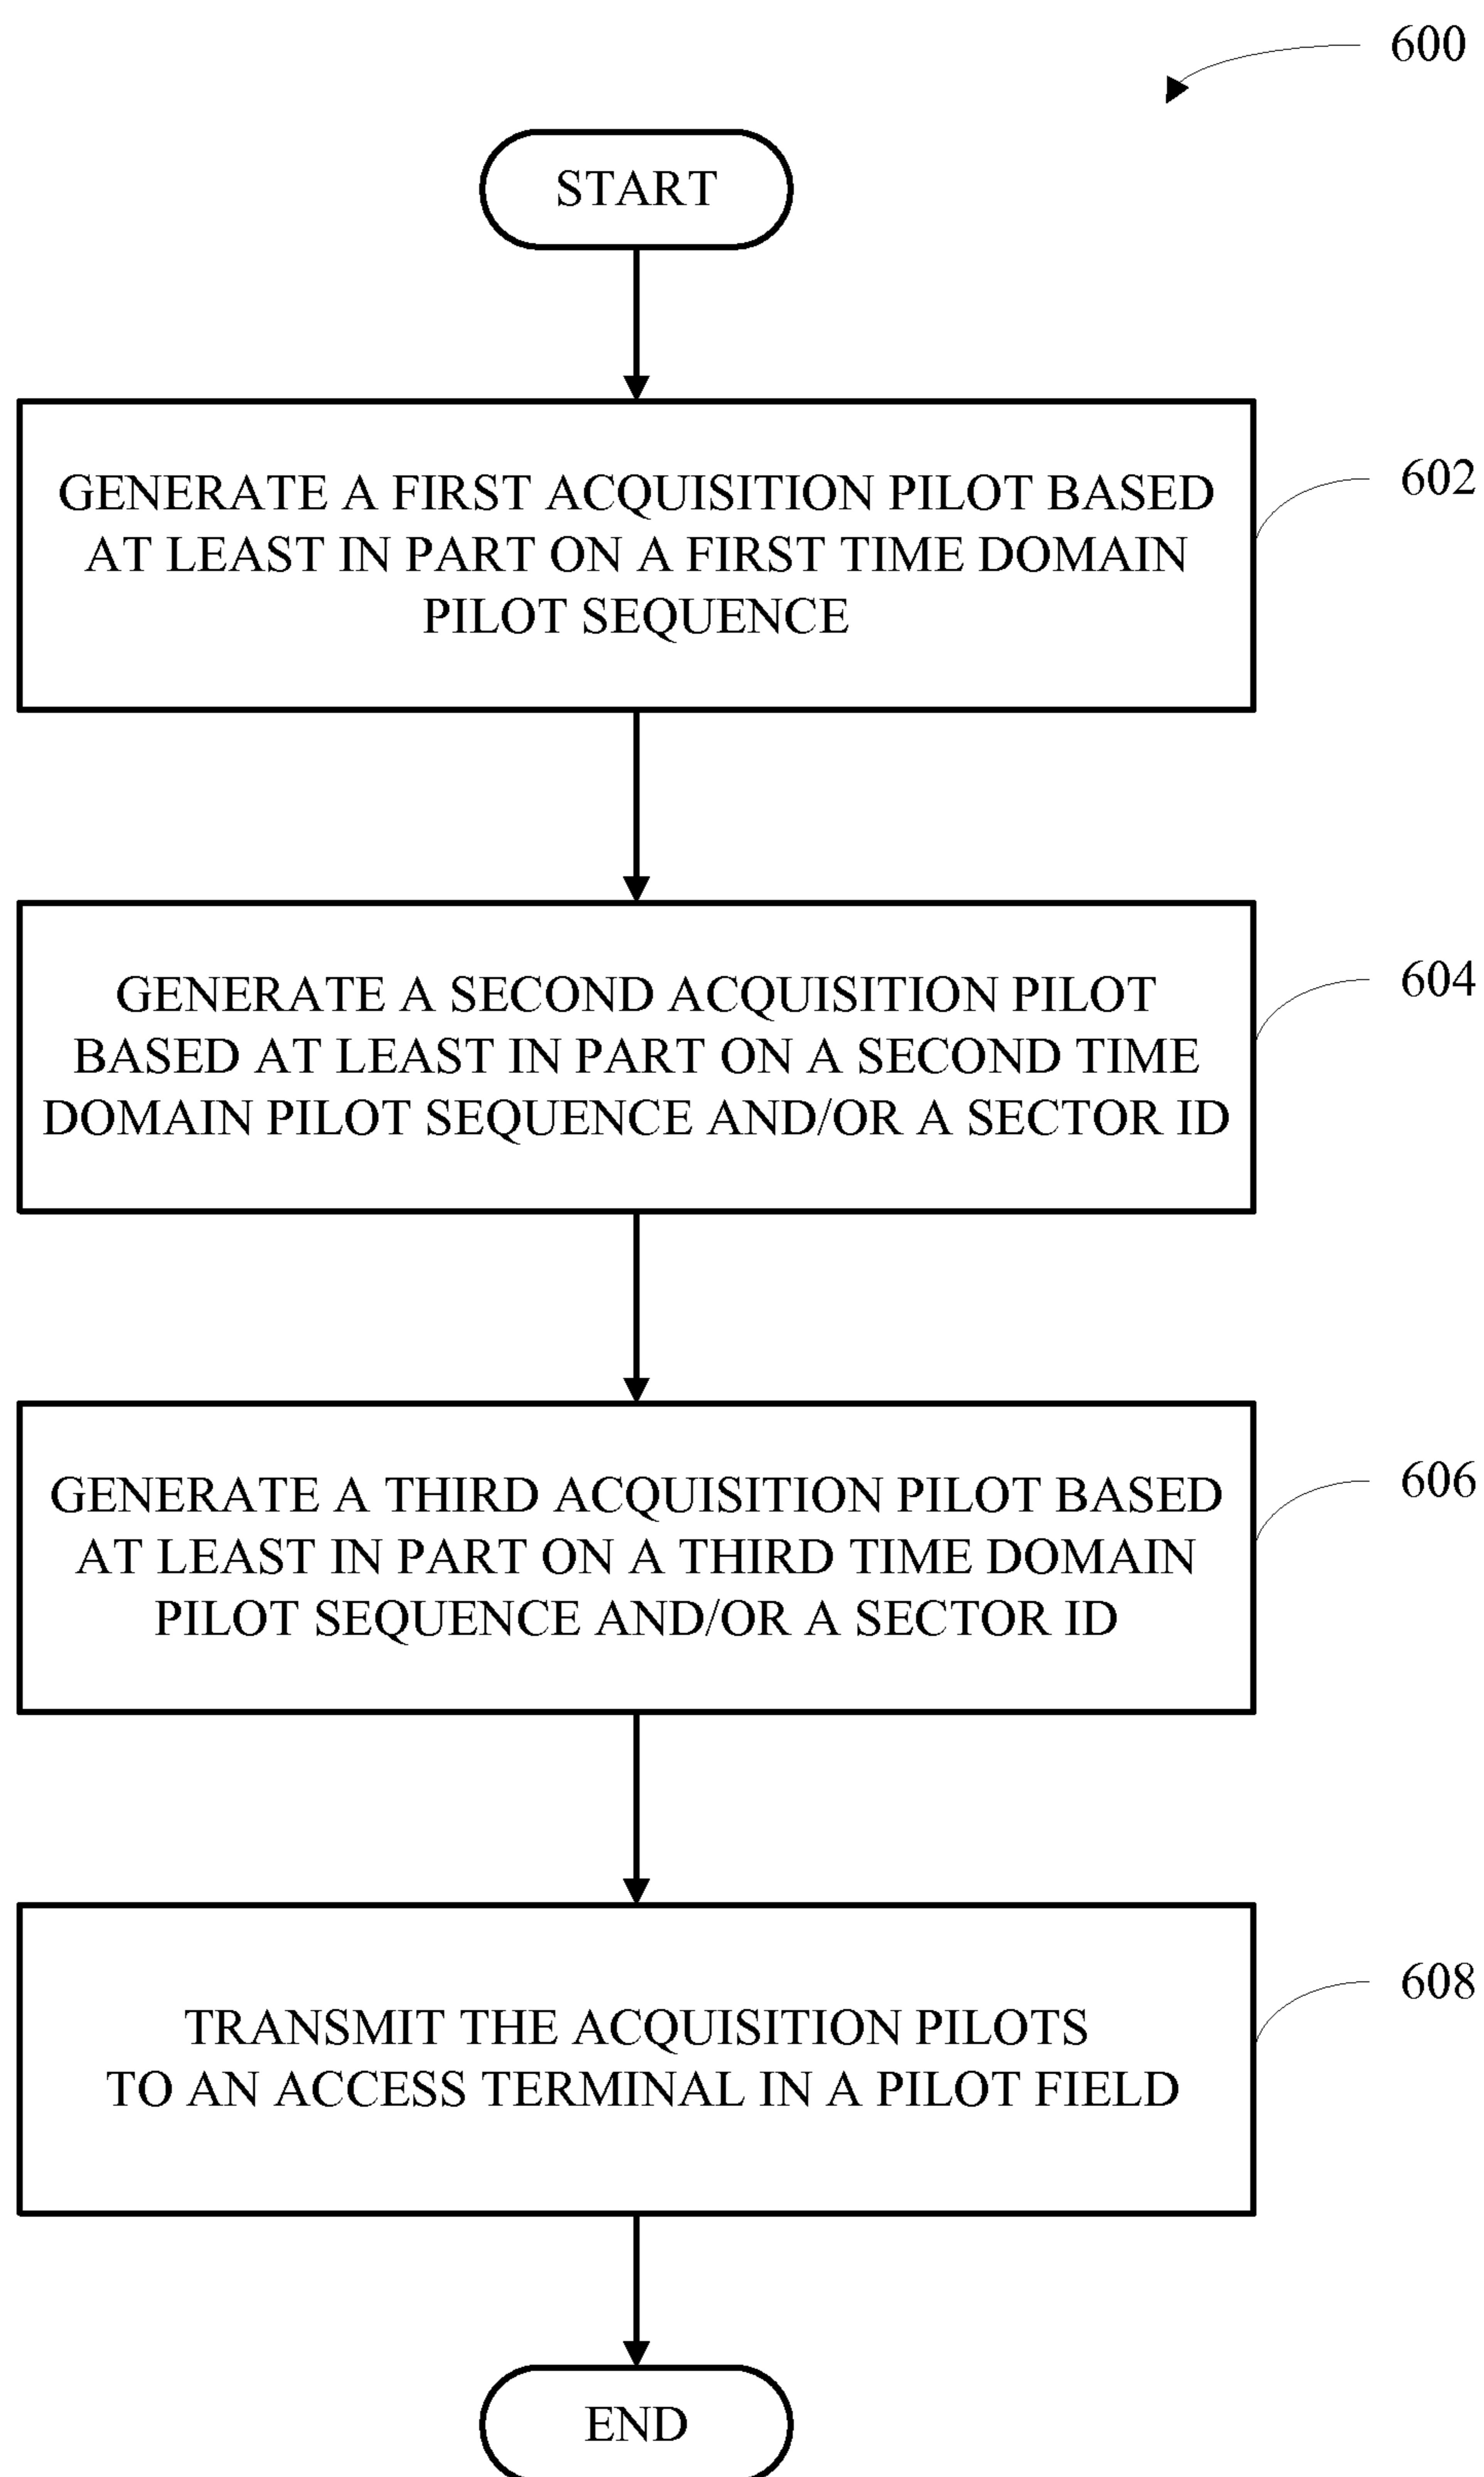 600
START
GENERATE A FIRST ACQUISITION PILOT BASED
AT LEAST IN PART ON A FIRST TIME DOMAIN
PILOT SEQUENCE
602
GENERATE A SECOND ACQUISITION PILOT
BASED AT LEAST IN PART ON A SECOND TIME
DOMAIN PILOT SEQUENCE AND/OR A SECTOR ID
604
GENERATE A THIRD ACQUISITION PILOT BASED
AT LEAST IN PART ON A THIRD TIME DOMAIN
PILOT SEQUENCE AND/OR A SECTOR ID
606
TRANSMIT THE ACQUISITION PILOTS
TO AN ACCESS TERMINAL IN A PILOT FIELD
608
END